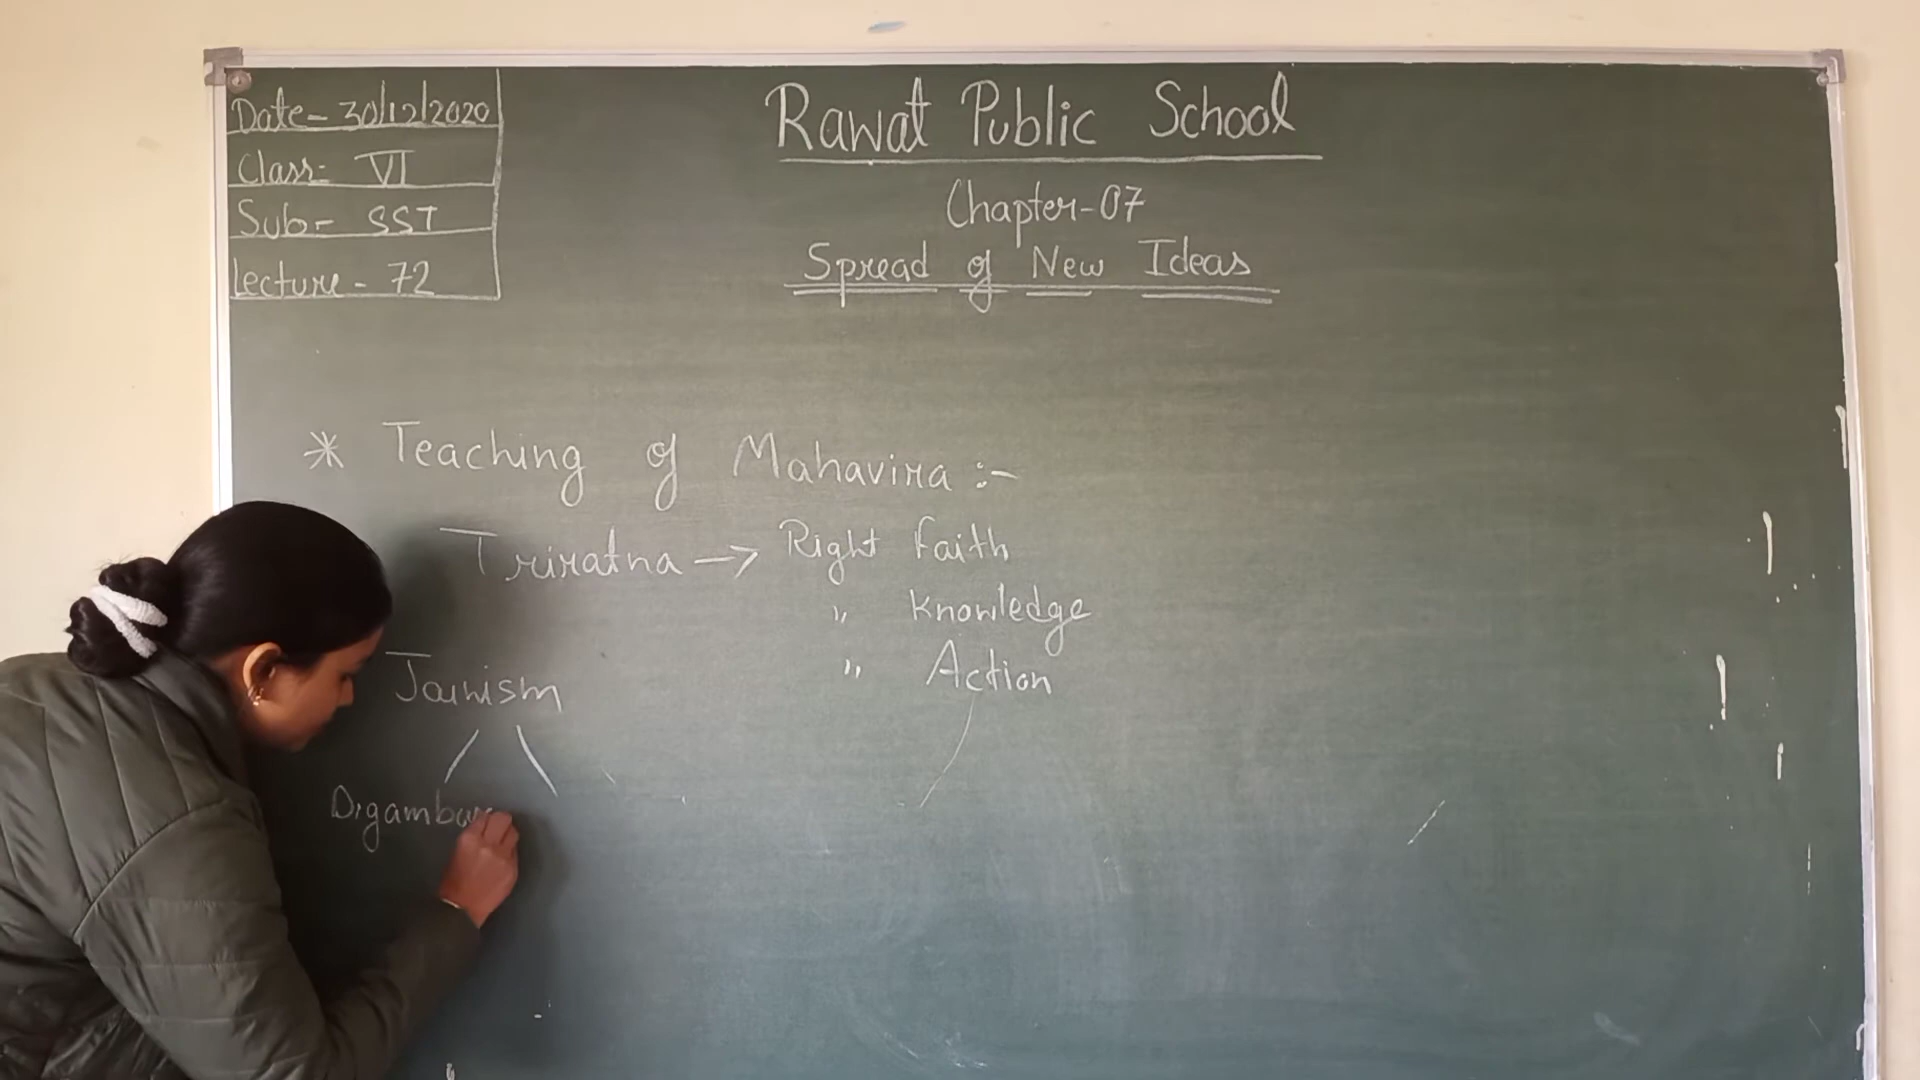 Date- 30/12/2020
Class- VI
Sub- SST
Lecture - 72
Rawat Public School
Chapter-07
Spread of New Ideas
* Teaching of Mahavira :-
Triratna → Right Faith
" Knowledge
" Action
Jainism
Digambar